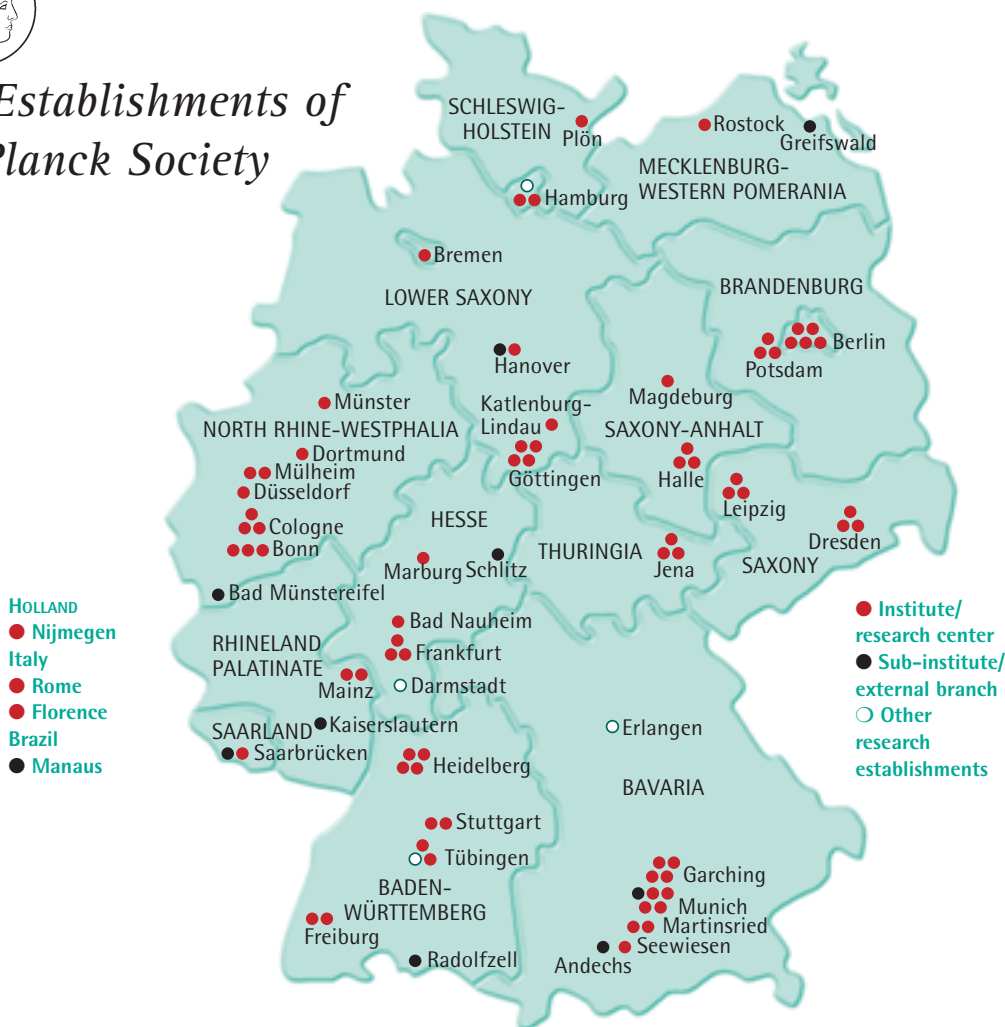 Establishments of
Planck Society
SCHLESWIG-
HOLSTEIN
Plön
Rostock
Greifswald
MECKLENBURG-
WESTERN POMERANIA
Hamburg
Bremen
LOWER SAXONY
BRANDENBURG
Berlin
Potsdam
Hanover
Magdeburg
Münster
Katlenburg-
Lindau
NORTH RHINE-WESTPHALIA
SAXONY-ANHALT
Dortmund
Mülheim
Düsseldorf
Göttingen
Halle
Leipzig
Cologne
HESSE
Bonn
THURINGIA
Dresden
Marburg
Schlitz
Jena
SAXONY
Bad Münstereifel
Bad Nauheim
RHINELAND
PALATINATE
Frankfurt
Mainz
Darmstadt
SAARLAND
Kaiserslautern
Erlangen
Saarbrücken
Heidelberg
BAVARIA
Stuttgart
Tübingen
Garching
BADEN-
WÜRTTEMBERG
Munich
Martinsried
Freiburg
Seewiesen
Andechs
Radolfzell
HOLLAND
Nijmegen
Italy
Rome
Florence
Brazil
Manaus
Institute/
research center
Sub-institute/
external branch
Other
research
establishments